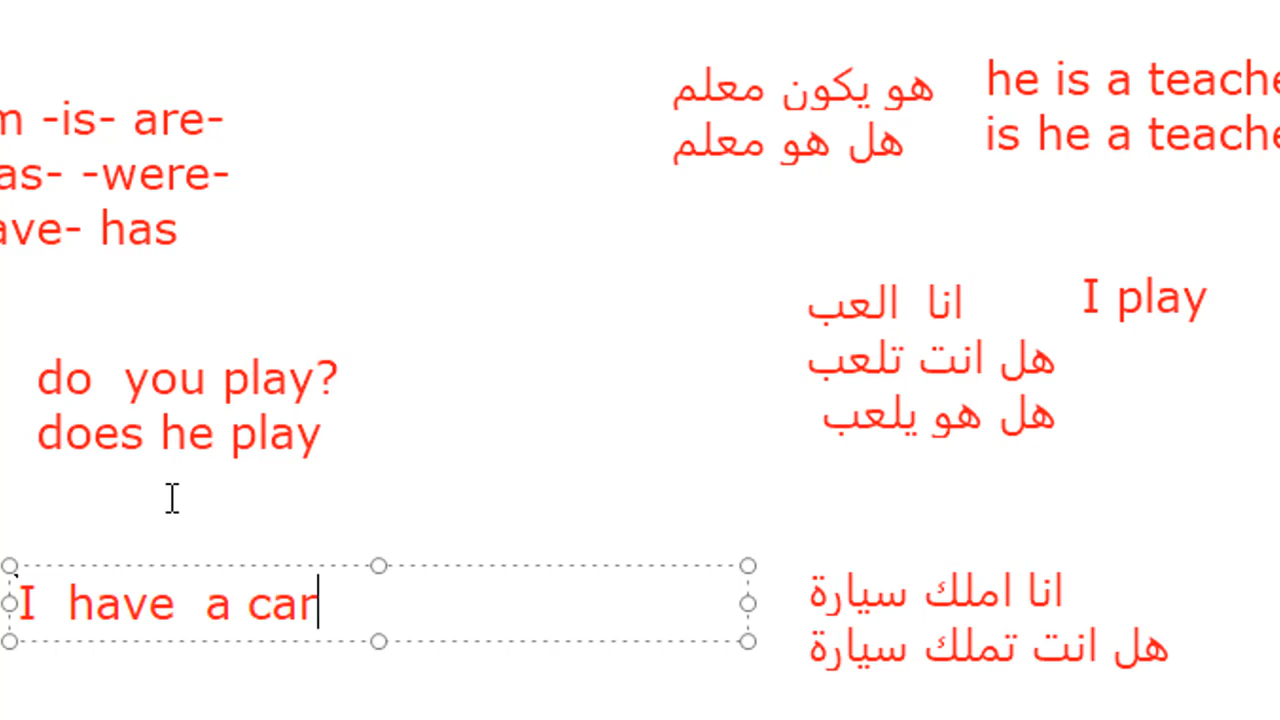 m -is- are-
as- -were-
ave- has
هو يكون معلم he is a teache
هل هو معلم is he a teache
انا العب I play
هل انت تلعب
هل هو يلعب
do you play?
does he play
I have a car
انا املك سيارة
هل انت تملك سيارة